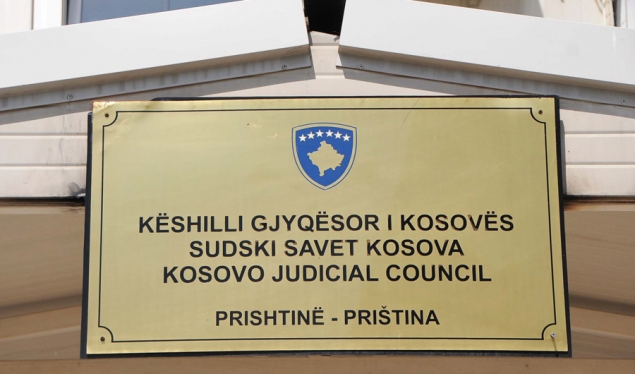 KËSHILLI GJYQËSOR I KOSOVËS
SUDSKI SAVET KOSOVA
KOSOVO JUDICIAL COUNCIL
PRISHTINË - PRIŠTINA